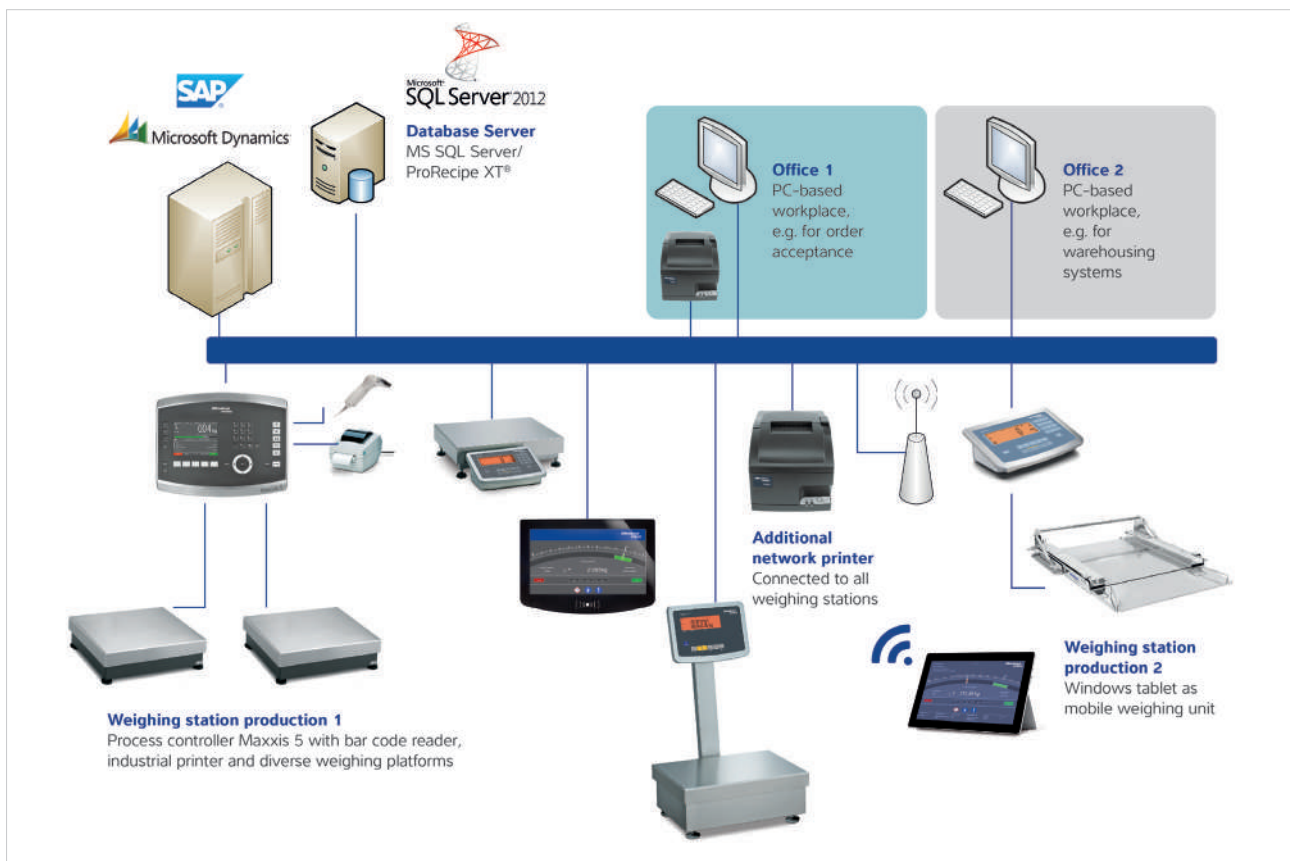 SAP
Microsoft Dynamics
Microsoft
SQL Server 2012
Database Server
MS SQL Server/
ProRecipe XT®
Office 1
PC-based
workplace,
e.g. for order
acceptance
Office 2
PC-based
workplace,
e.g. for
warehousing
systems
Additional
network printer
Connected to all
weighing stations
Weighing station production 1
Process controller Maxxis 5 with bar code reader,
industrial printer and diverse weighing platforms
Weighing station
production 2
Windows tablet as
mobile weighing unit